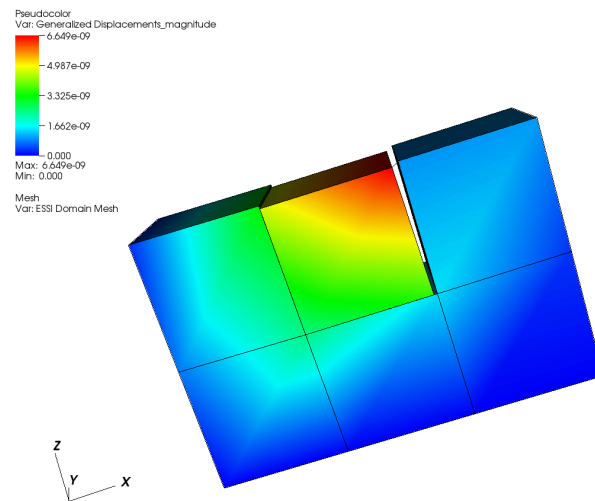 Pseudocolor
Var: Generalized Displacements_magnitude
6.649e-09
4.987e-09
3.325e-09
1.662e-09
0.000
Max: 6.649e-09
Min: 0.000
Mesh
Var: ESSI Domain Mesh
Z
Y
X